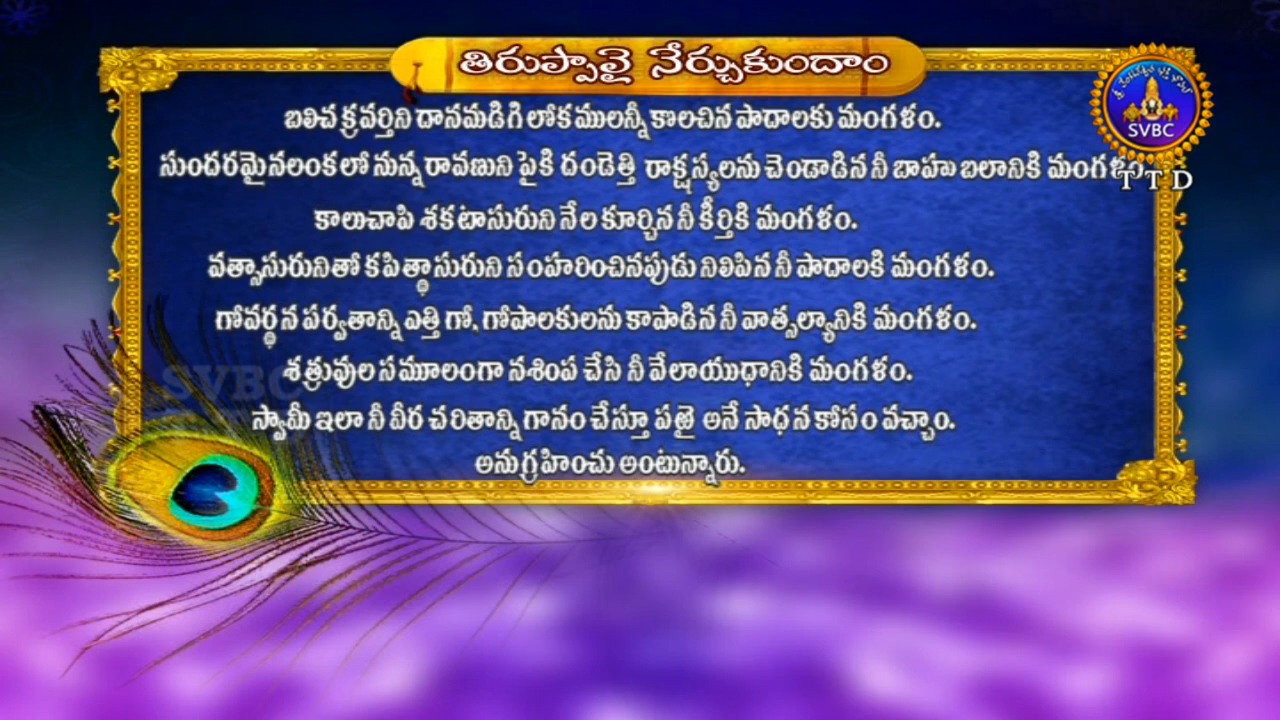 తిరుప్పావై నేర్చుకుందాం
బలిచ క్రవర్తిని దానమడిగి లోకములన్నీ కొలచిన పాదాలకు మంగళం.
సుందరమైనలంకలో నున్న రావణుని పైకి దండెత్తి రాక్షస్యలను చెండాడిన నీ బాహు బలానికి మంగళం.
కాలుచాపి శకటాసురుని నేల కూర్చిన నీ కీర్తికి మంగళం.
వత్సాసురునితో కపిత్థాసురుని సంహరించినపుడు నిలిపిన నీ పాదాలకి మంగళం.
గోవర్ధన పర్వతాన్ని ఎత్తి గో, గోపాలకులను కాపాడిన నీ వాత్సల్యానికి మంగళం.
శత్రువుల సమూలంగా నశింప చేసి నీ వేలాయుధానికి మంగళం.
స్వామీ ఇలా నీ వీర చరితాన్ని గానం చేస్తూ పఱై అనే సాధన కోసం వచ్చాం.
అనుగ్రహించు అంటున్నారు.
SVBC
TTD
SVBC